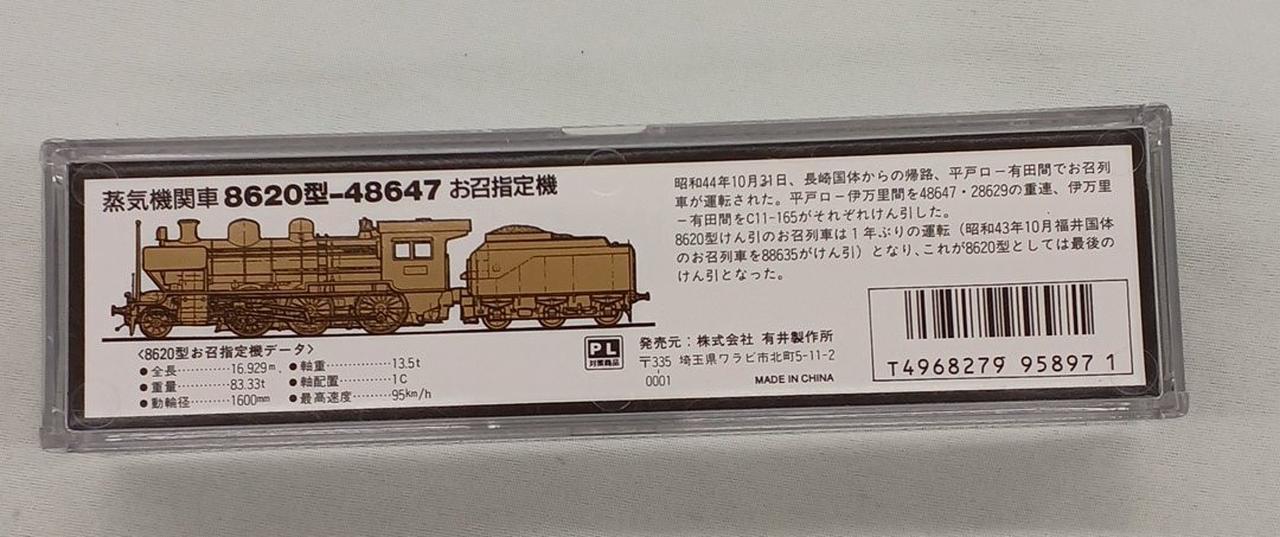 蒸気機関車 8620型-48647 お召指定機
昭和44年10月31日、長崎国体からの帰路、平戸口ー有田間でお召列
車が運転された。平戸口ー伊万里間を48647・28629の重連、伊万里
ー有田間をC11-165がそれぞれけん引した。
8620型けん引のお召列車は1年ぶりの運転（昭和43年10月福井国体
のお召列車を88635がけん引）となり、これが8620型としては最後の
けん引となった。
<8620型お召指定機データ>
●全長………16.929m
●重量………83.33t
●動輪径………1600mm
●軸重………13.5t
●軸配置………1C
●最高速度………95km/h
PL
対策商品
発売元：株式会社 有井製作所
〒335 埼玉県ワラビ市北町5-11-2
0001 MADE IN CHINA
T4968279 95897 1